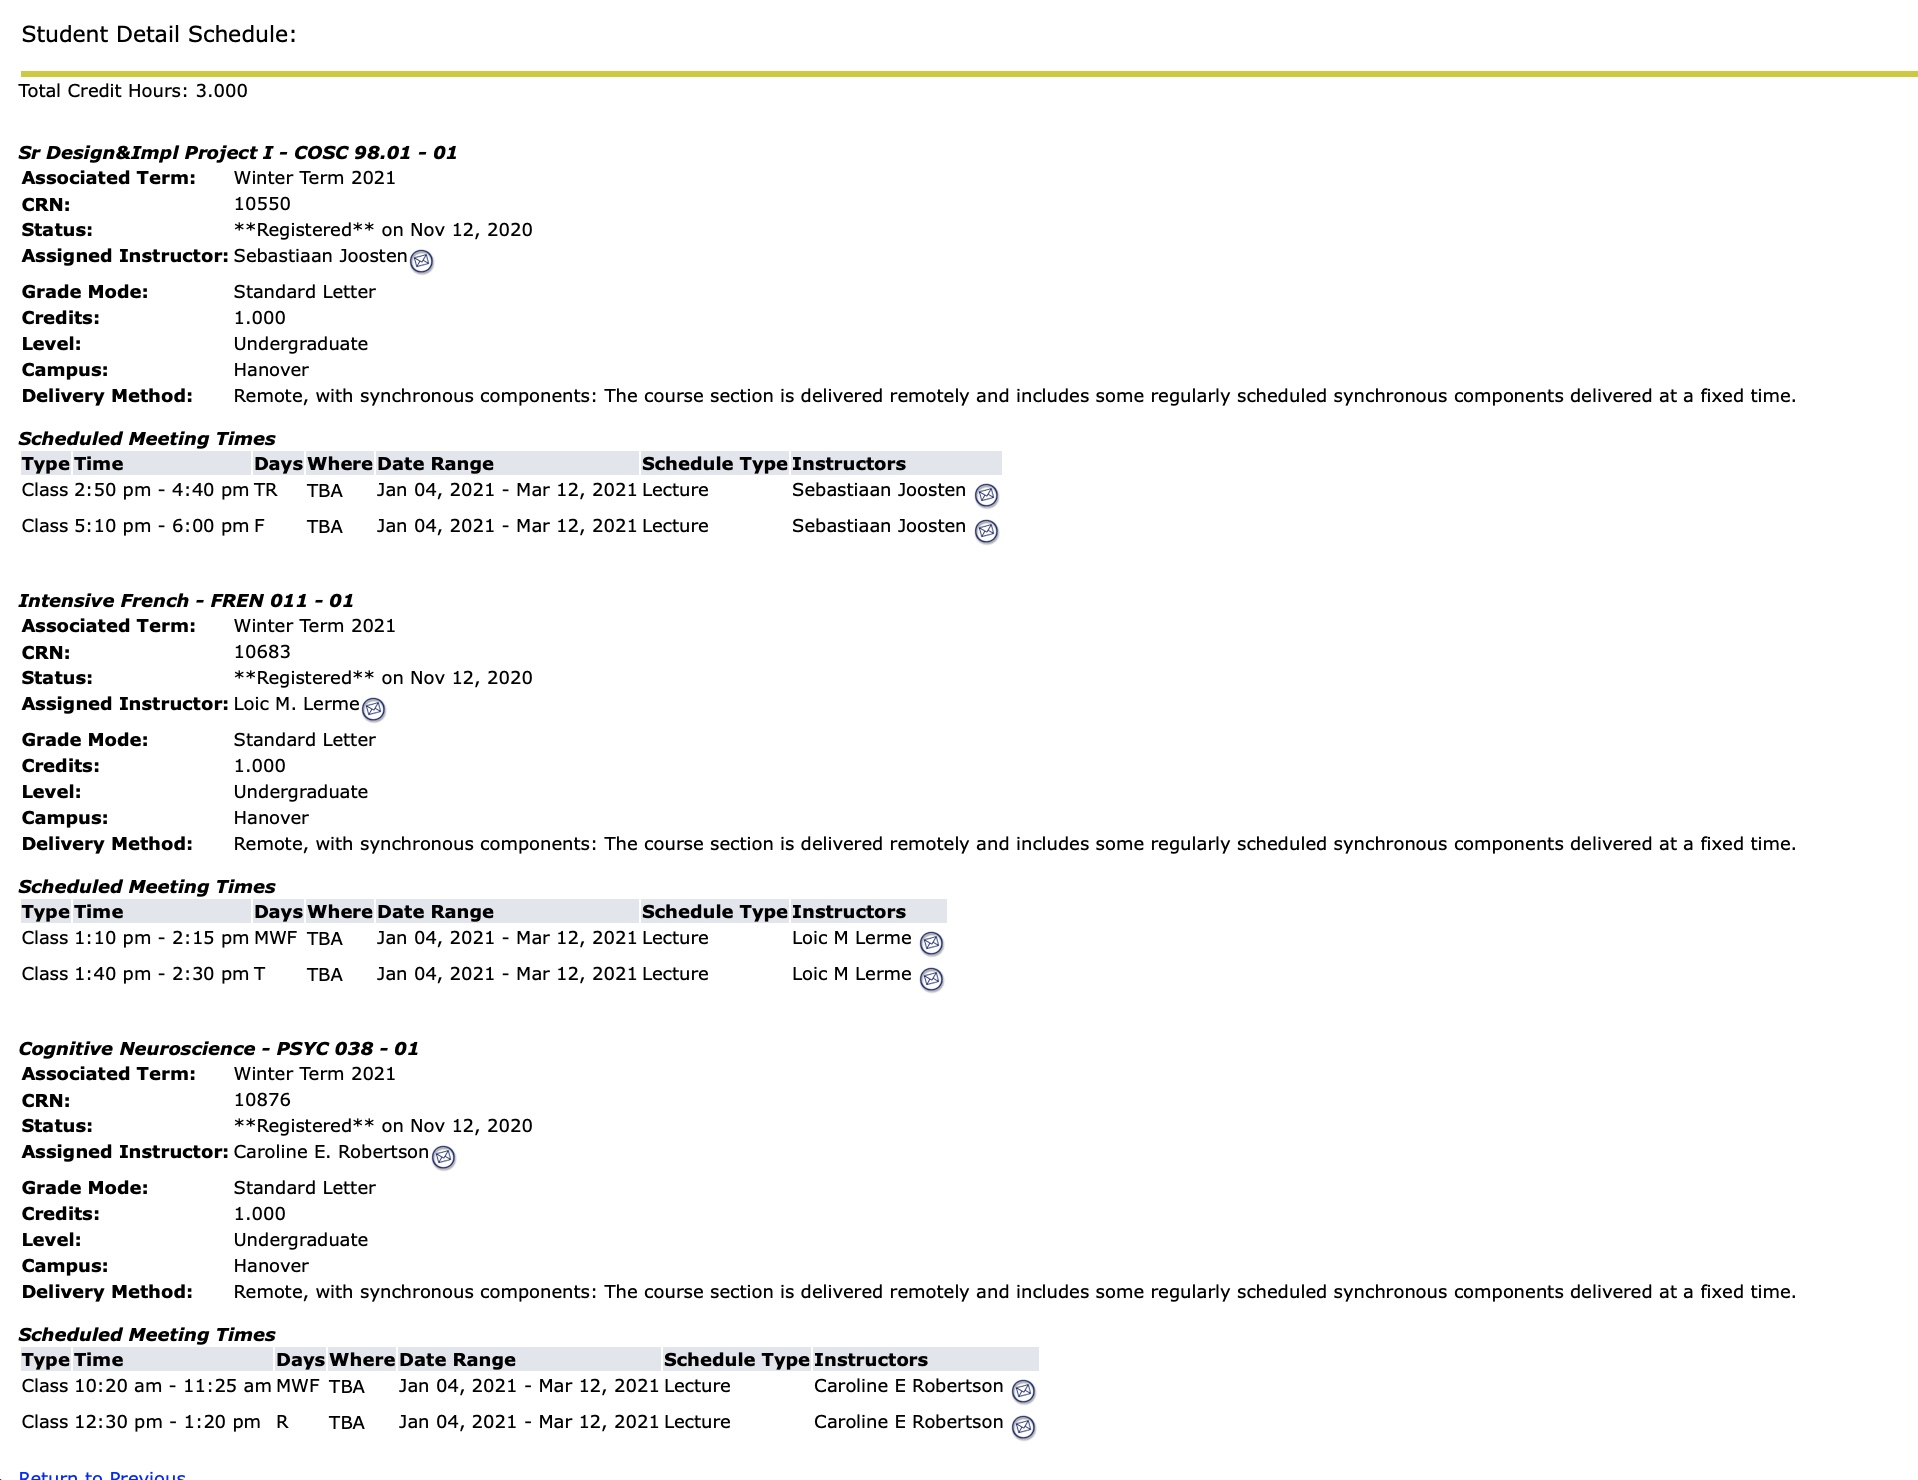 Student Detail Schedule:
Total Credit Hours: 3.000
Sr Design&Impl Project I - COSC 98.01 - 01
Associated Term: Winter Term 2021
CRN: 10550
Status: **Registered** on Nov 12, 2020
Assigned Instructor: Sebastiaan Joosten
Grade Mode: Standard Letter
Credits: 1.000
Level: Undergraduate
Campus: Hanover
Delivery Method: Remote, with synchronous components: The course section is delivered remotely and includes some regularly scheduled synchronous components delivered at a fixed time.
Scheduled Meeting Times
Type Time Days Where Date Range Schedule Type Instructors
Class 2:50 pm - 4:40 pm TR TBA Jan 04, 2021 - Mar 12, 2021 Lecture Sebastiaan Joosten
Class 5:10 pm - 6:00 pm F TBA Jan 04, 2021 - Mar 12, 2021 Lecture Sebastiaan Joosten
Intensive French - FREN 011 - 01
Associated Term: Winter Term 2021
CRN: 10683
Status: **Registered** on Nov 12, 2020
Assigned Instructor: Loic M. Lerme
Grade Mode: Standard Letter
Credits: 1.000
Level: Undergraduate
Campus: Hanover
Delivery Method: Remote, with synchronous components: The course section is delivered remotely and includes some regularly scheduled synchronous components delivered at a fixed time.
Scheduled Meeting Times
Type Time Days Where Date Range Schedule Type Instructors
Class 1:10 pm - 2:15 pm MWF TBA Jan 04, 2021 - Mar 12, 2021 Lecture Loic M Lerme
Class 1:40 pm - 2:30 pm T TBA Jan 04, 2021 - Mar 12, 2021 Lecture Loic M Lerme
Cognitive Neuroscience - PSYC 038 - 01
Associated Term: Winter Term 2021
CRN: 10876
Status: **Registered** on Nov 12, 2020
Assigned Instructor: Caroline E. Robertson
Grade Mode: Standard Letter
Credits: 1.000
Level: Undergraduate
Campus: Hanover
Delivery Method: Remote, with synchronous components: The course section is delivered remotely and includes some regularly scheduled synchronous components delivered at a fixed time.
Scheduled Meeting Times
Type Time Days Where Date Range Schedule Type Instructors
Class 10:20 am - 11:25 am MWF TBA Jan 04, 2021 - Mar 12, 2021 Lecture Caroline E Robertson
Class 12:30 pm - 1:20 pm R TBA Jan 04, 2021 - Mar 12, 2021 Lecture Caroline E Robertson
Return to Previous